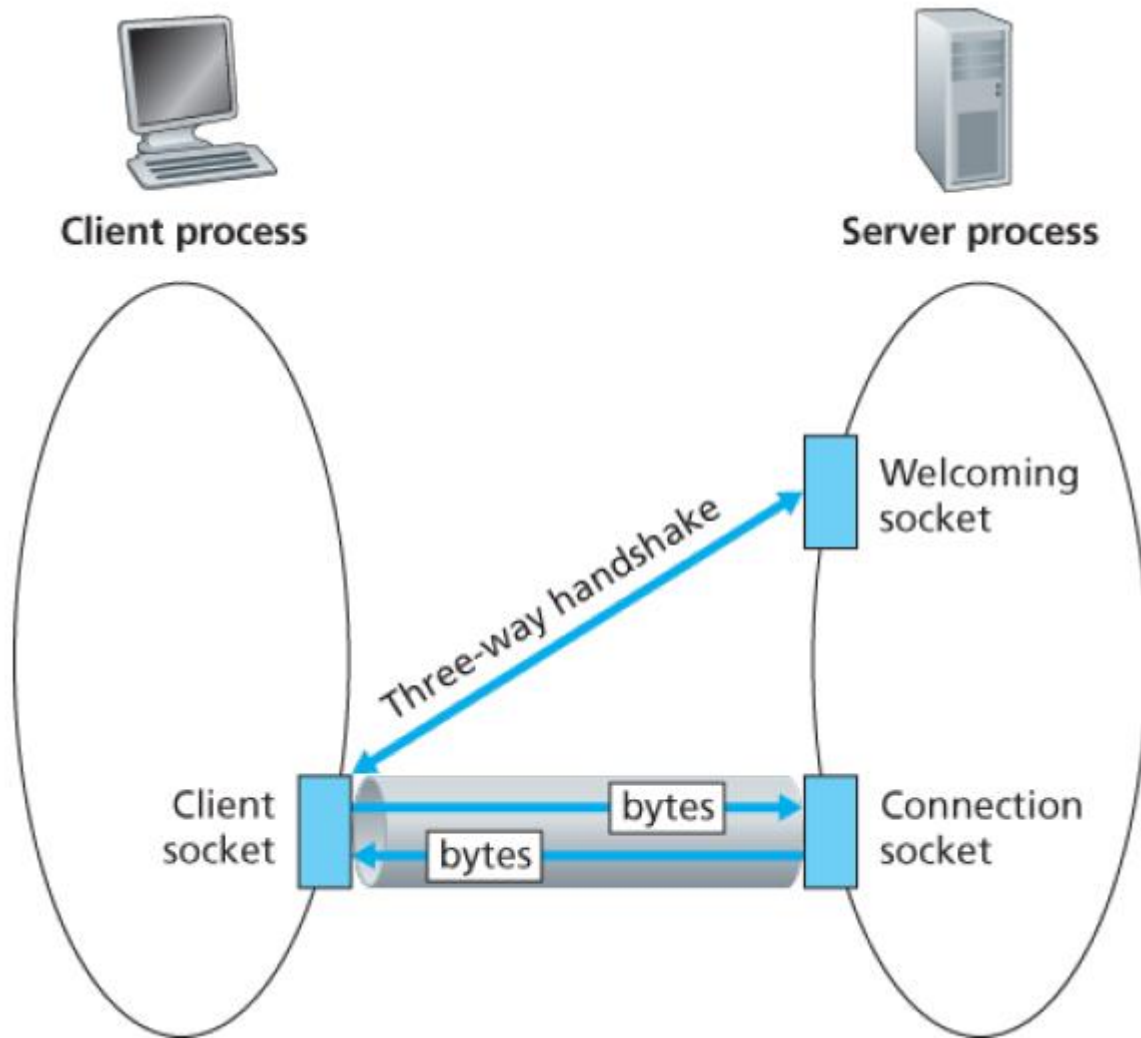 Client process
Server process
Welcoming
socket
Three-way handshake
Client
socket
bytes
bytes
Connection
socket